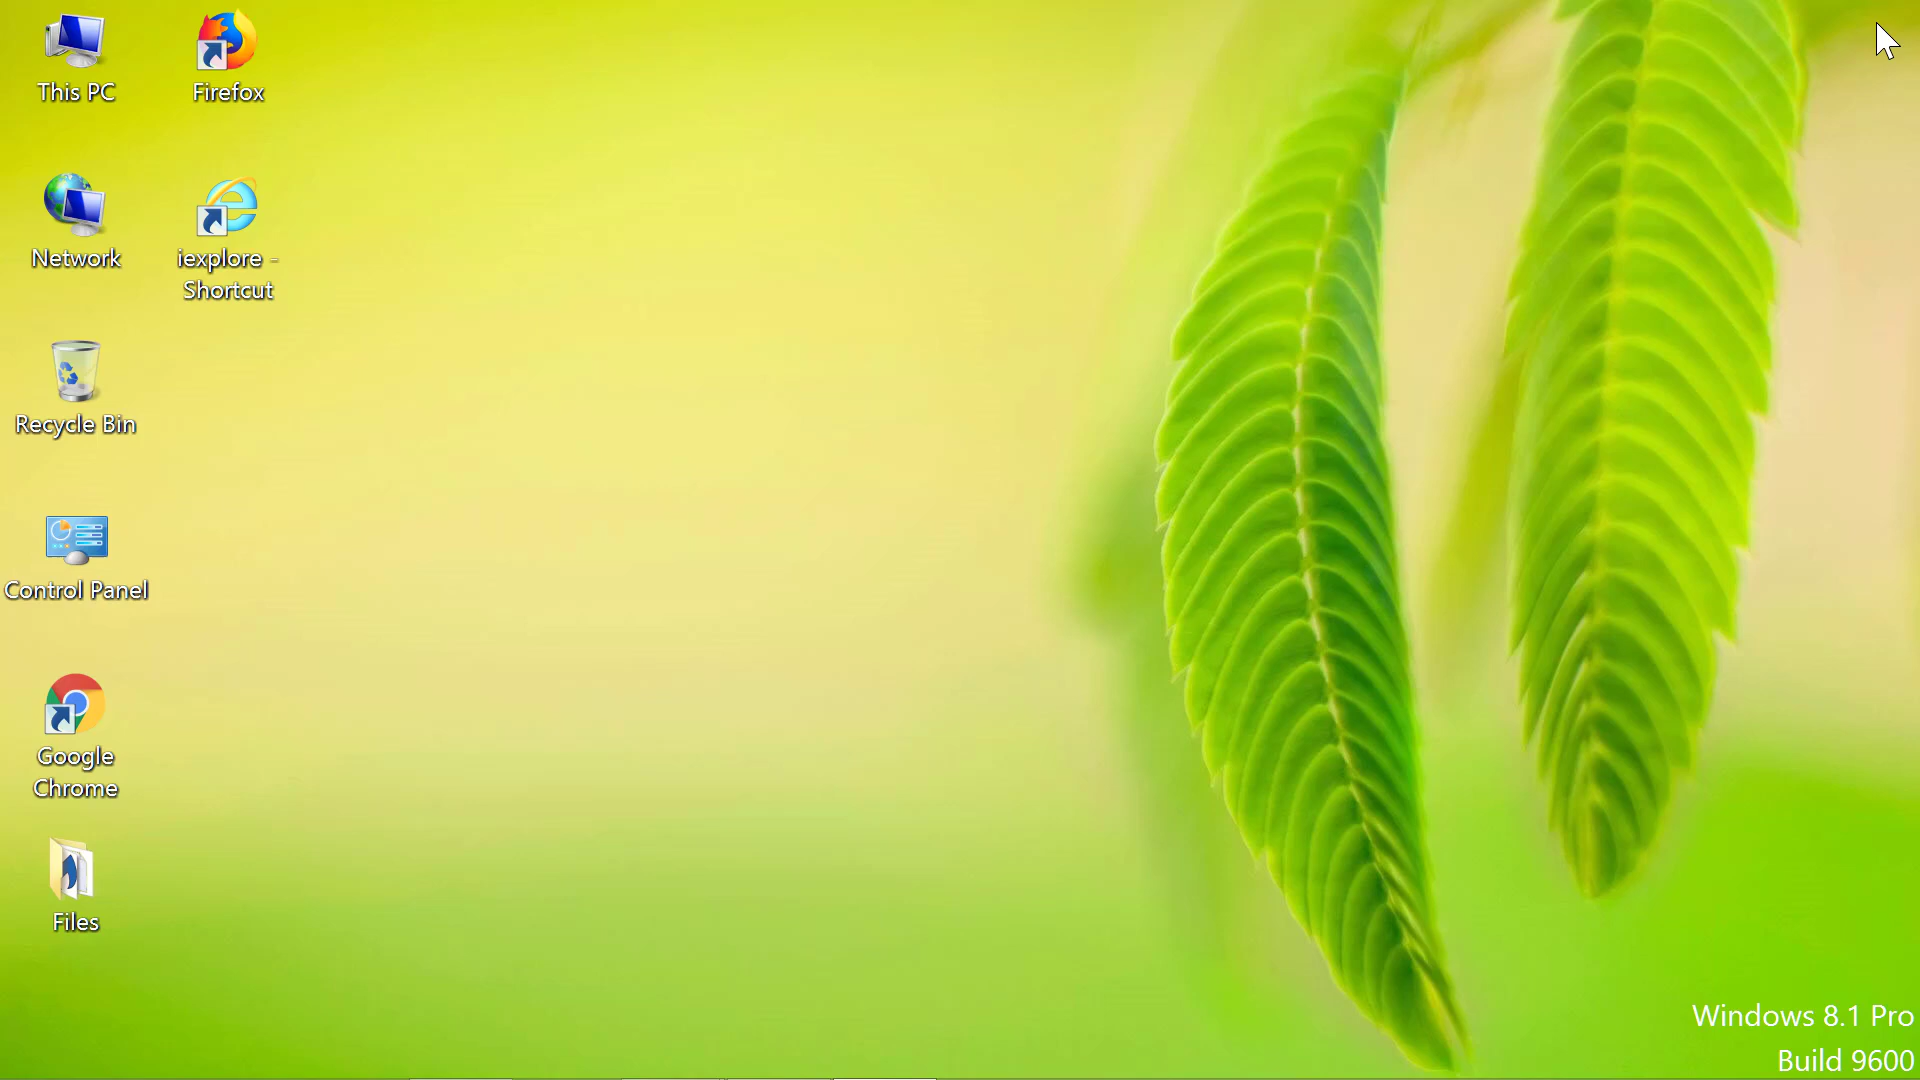 This PC
Firefox
Network
iexplore -
Shortcut
Recycle Bin
Control Panel
Google
Chrome
Files
Windows 8.1 Pro
Build 9600